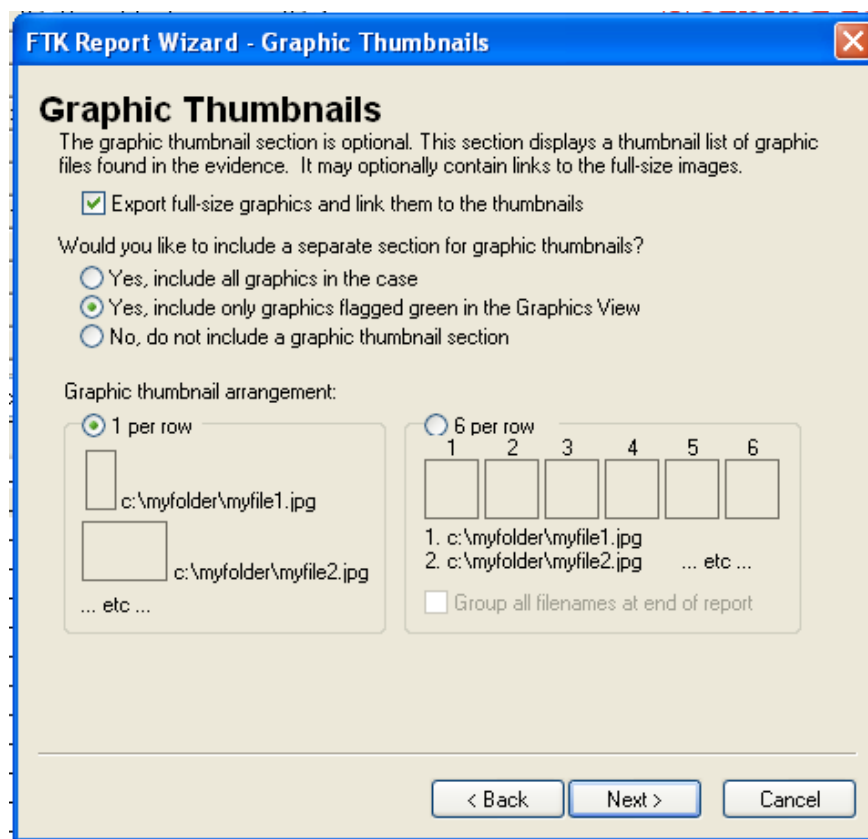 FTK Report Wizard - Graphic Thumbnails
Graphic Thumbnails
The graphic thumbnail section is optional. This section displays a thumbnail list of graphic
files found in the evidence.  It may optionally contain links to the full-size images.
Export full-size graphics and link them to the thumbnails
Would you like to include a separate section for graphic thumbnails?
Yes, include all graphics in the case
Yes, include only graphics flagged green in the Graphics View
No, do not include a graphic thumbnail section
Graphic thumbnail arrangement:
1 per row
c:\myfolder\myfile1.jpg
c:\myfolder\myfile2.jpg
... etc ...
6 per row
1 2 3 4 5 6
1. c:\myfolder\myfile1.jpg
2. c:\myfolder\myfile2.jpg ... etc ...
Group all filenames at end of report
< Back Next > Cancel